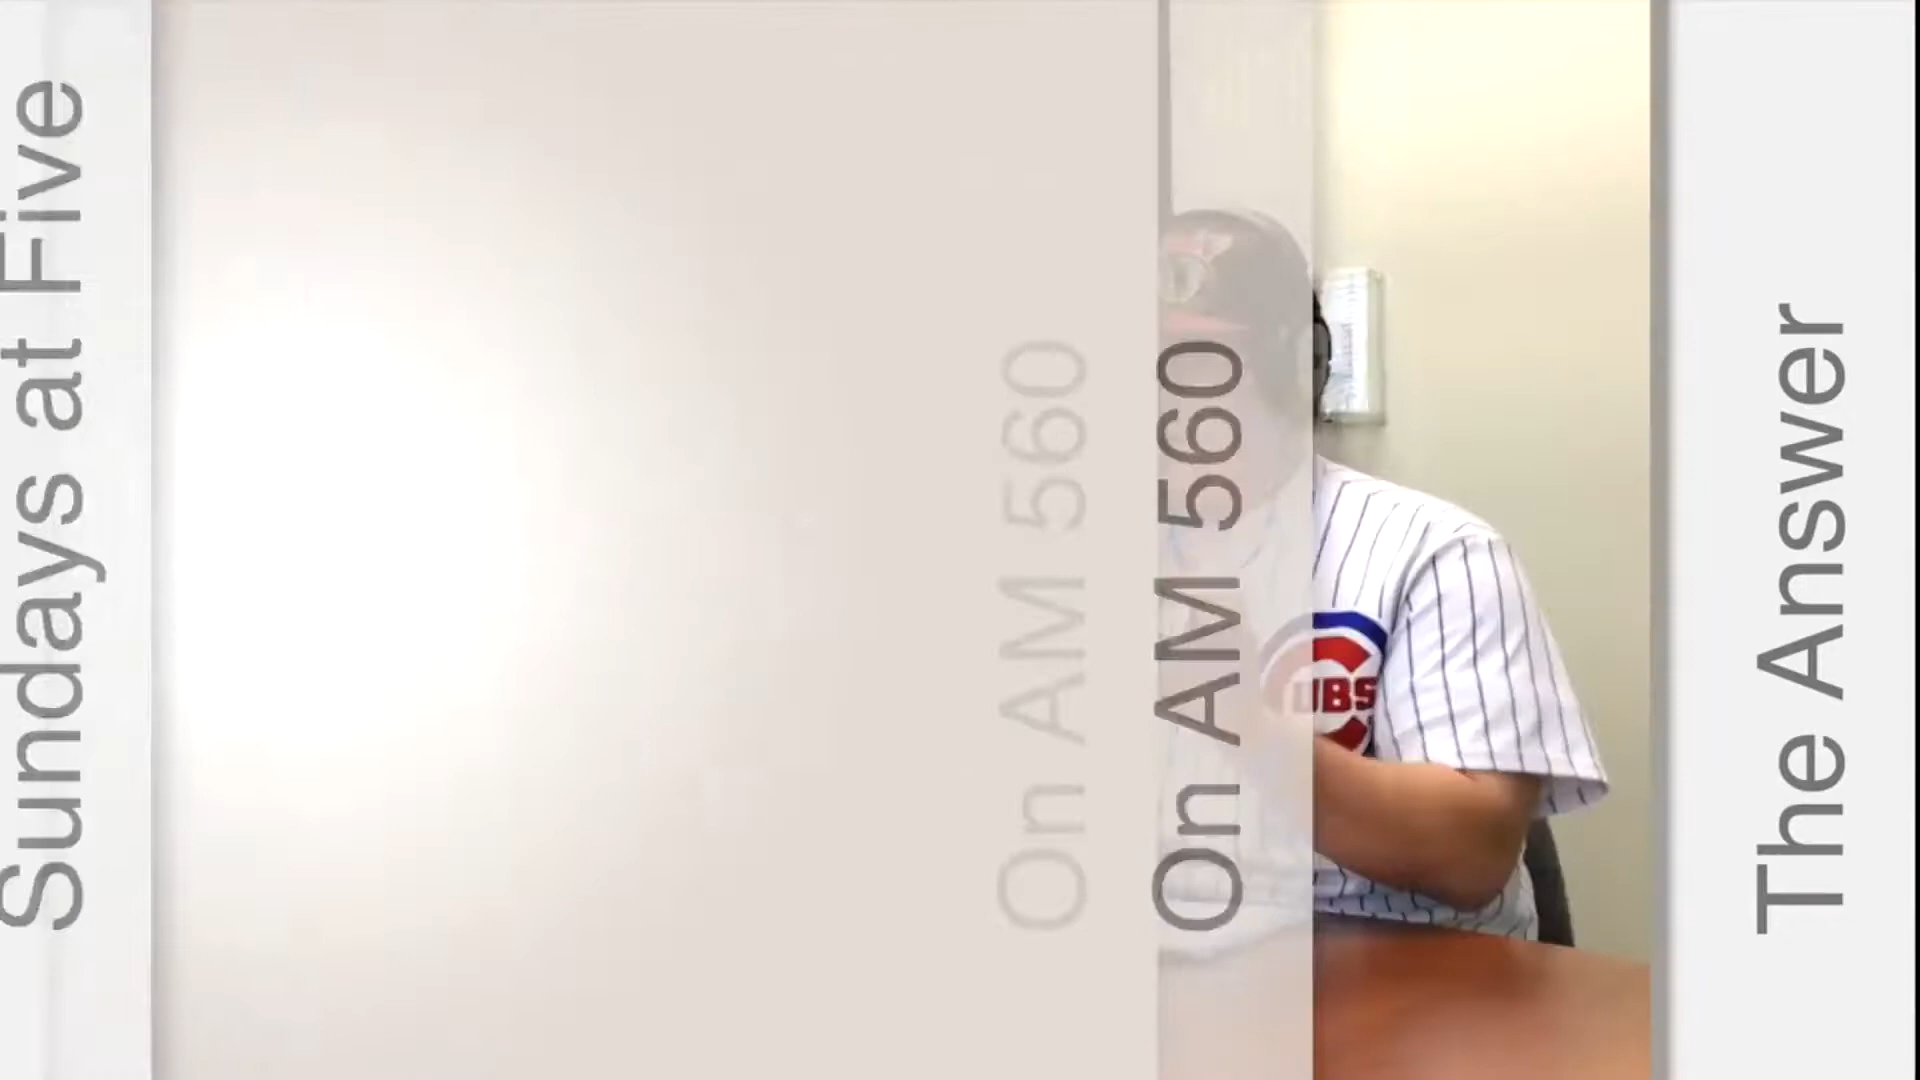 Sundays at Five
On AM 560
On AM 560
The Answer
UBS